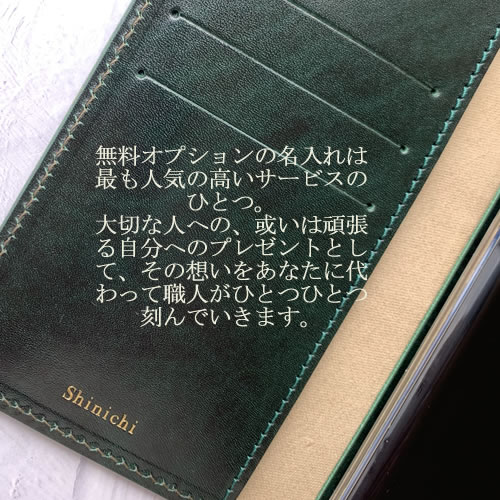 無料オプションの名入れは
最も人気の高いサービスの
ひとつ。
大切な人への、或いは頑張
る自分へのプレゼントとし
て、その想いをあなたに代
わって職人がひとつひとつ
刻んでいきます。
Shinichi